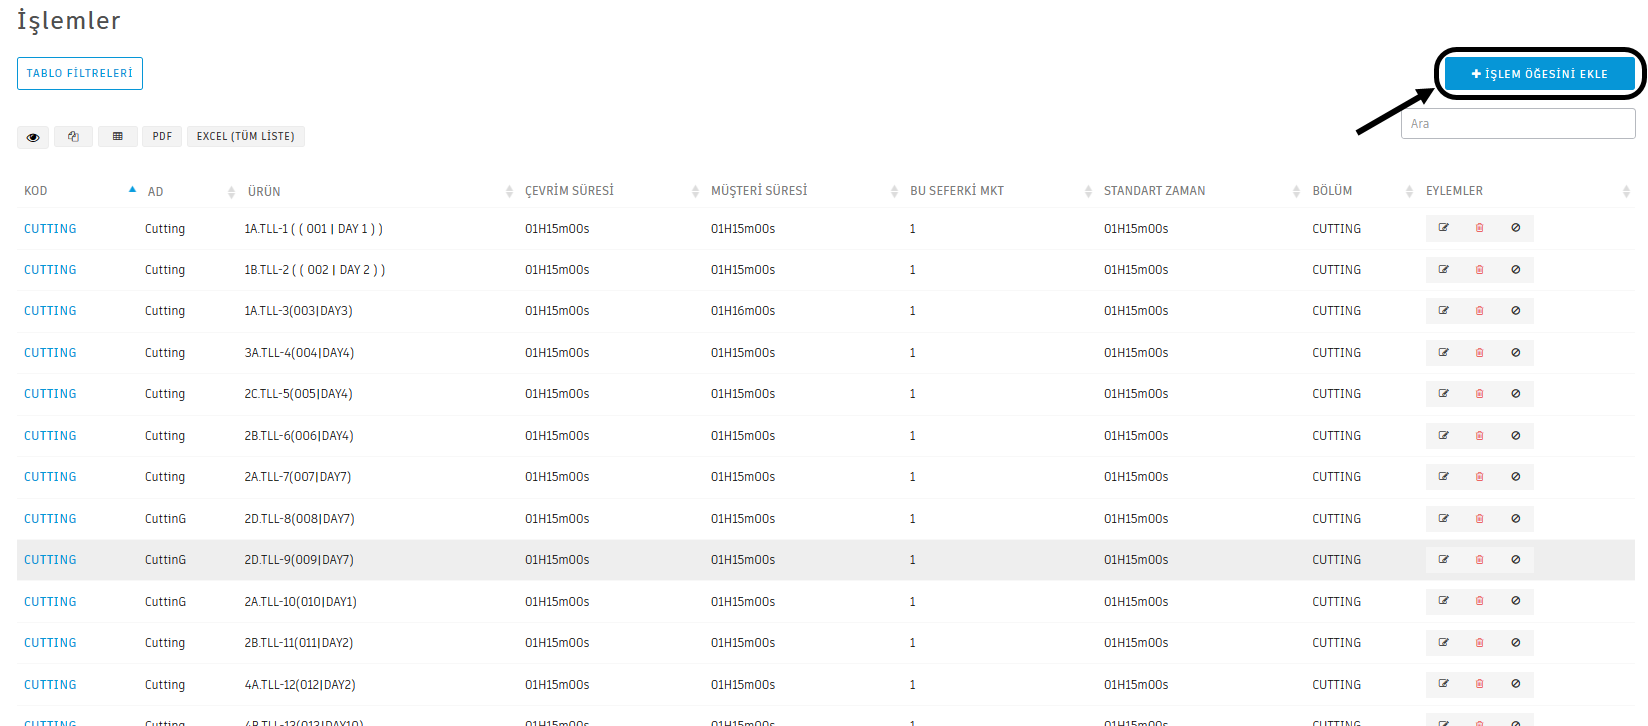 İşlemler
TABLO FİLTRELERİ
İŞLEM ÖĞESİNİ EKLE
Ara
PDF EXCEL (TÜM LİSTE)
KOD AD ÜRÜN ÇEVRİM SÜRESİ MÜŞTERİ SÜRESİ BU SEFERKİ MKT STANDART ZAMAN BÖLÜM EYLEMLER
CUTTING Cutting 1A.TLL-1 ( ( 001 | DAY 1 ) ) 01H15m00s 01H15m00s 1 01H15m00s CUTTING
CUTTING Cutting 1B.TLL-2 ( ( 002 | DAY 2 ) ) 01H15m00s 01H15m00s 1 01H15m00s CUTTING
CUTTING Cutting 1A.TLL-3(003|DAY3) 01H15m00s 01H16m00s 1 01H15m00s CUTTING
CUTTING Cutting 3A.TLL-4(004|DAY4) 01H15m00s 01H15m00s 1 01H15m00s CUTTING
CUTTING Cutting 2C.TLL-5(005|DAY4) 01H15m00s 01H15m00s 1 01H15m00s CUTTING
CUTTING Cutting 2B.TLL-6(006|DAY4) 01H15m00s 01H15m00s 1 01H15m00s CUTTING
CUTTING Cutting 2A.TLL-7(007|DAY7) 01H15m00s 01H15m00s 1 01H15m00s CUTTING
CUTTING CuttinG 2D.TLL-8(008|DAY7) 01H15m00s 01H15m00s 1 01H15m00s CUTTING
CUTTING CuttinG 2D.TLL-9(009|DAY7) 01H15m00s 01H15m00s 1 01H15m00s CUTTING
CUTTING CuttinG 2A.TLL-10(010|DAY1) 01H15m00s 01H15m00s 1 01H15m00s CUTTING
CUTTING Cutting 2B.TLL-11(011|DAY2) 01H15m00s 01H15m00s 1 01H15m00s CUTTING
CUTTING Cutting 4A.TLL-12(012|DAY2) 01H15m00s 01H15m00s 1 01H15m00s CUTTING
CUTTING Cutting 4B.TLL-13(013|DAY10) 01H15m00s 01H15m00s 1 01H15m00s CUTTING